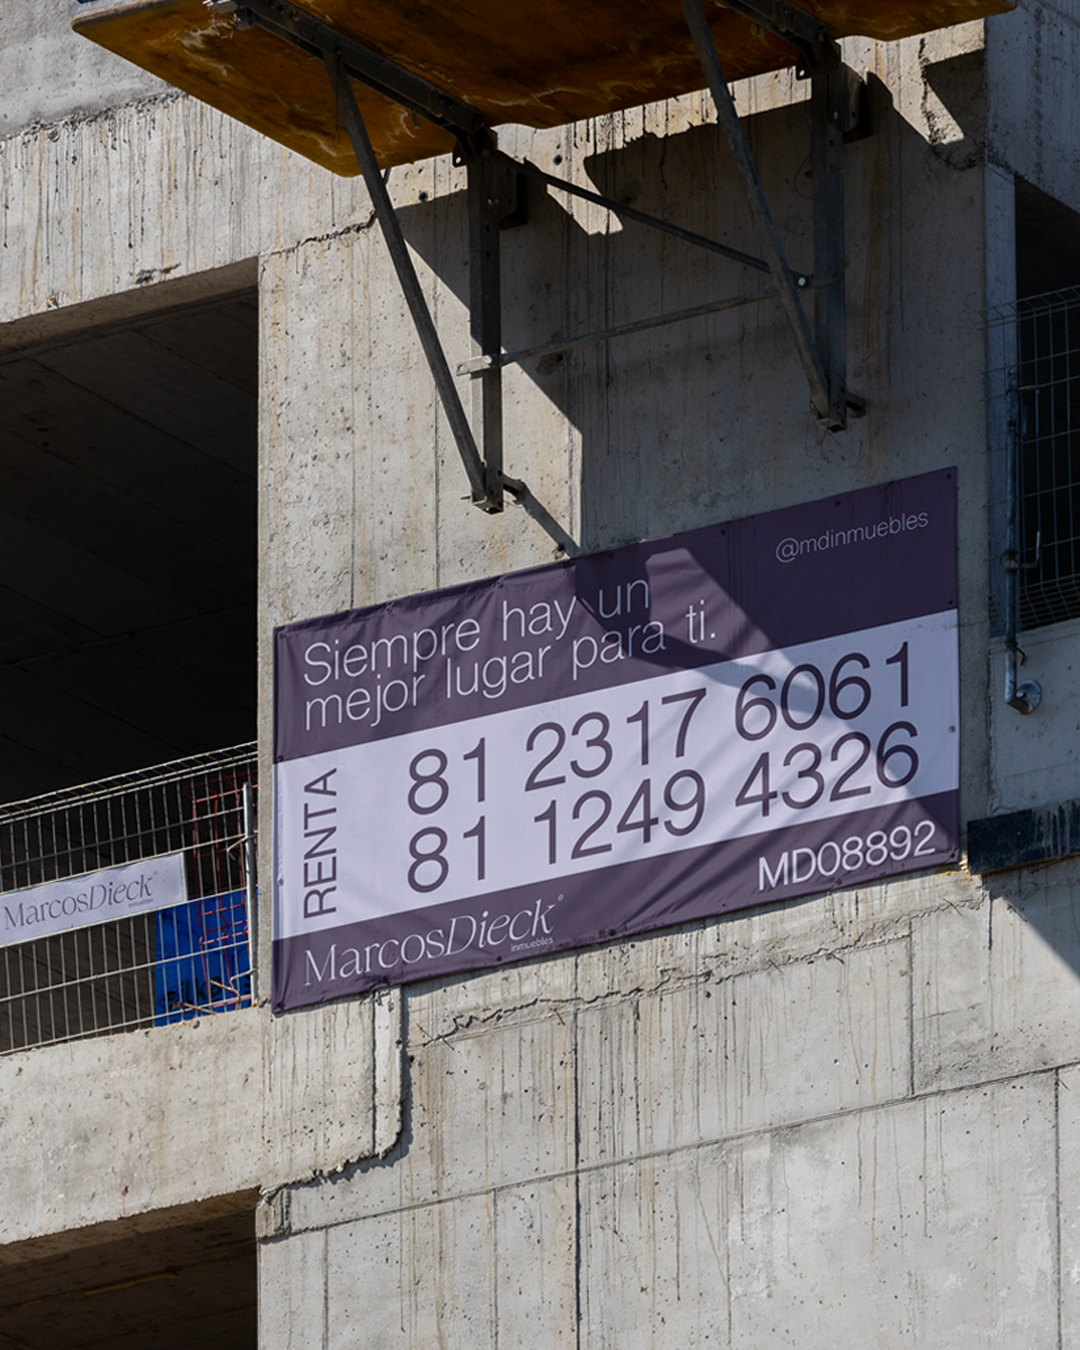 @mdinmuebles
Siempre hay un
mejor lugar para ti.
RENTA
81 2317 6061
81 1249 4326
MD08892
MarcosDieck
inmuebles
MarcosDieck
inmuebles